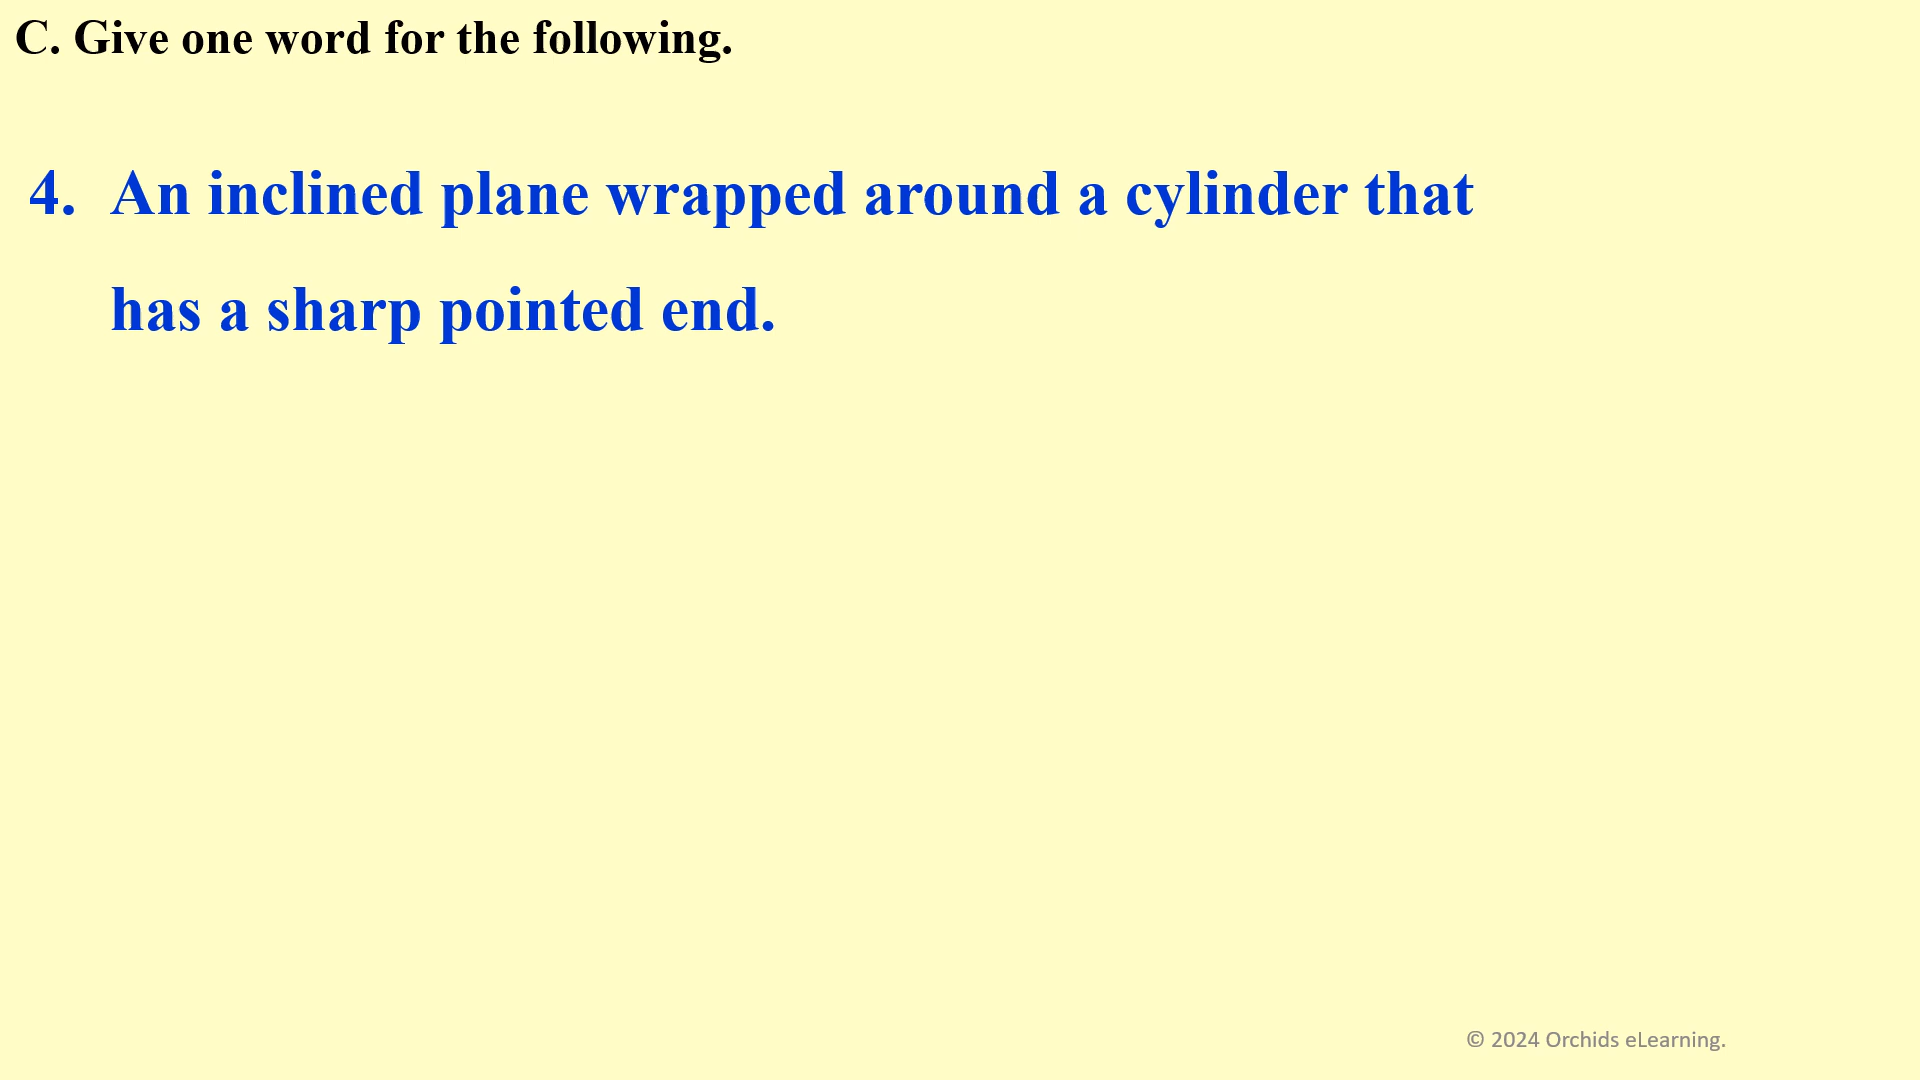 C. Give one word for the following.
4. An inclined plane wrapped around a cylinder that
has a sharp pointed end.
© 2024 Orchids eLearning.